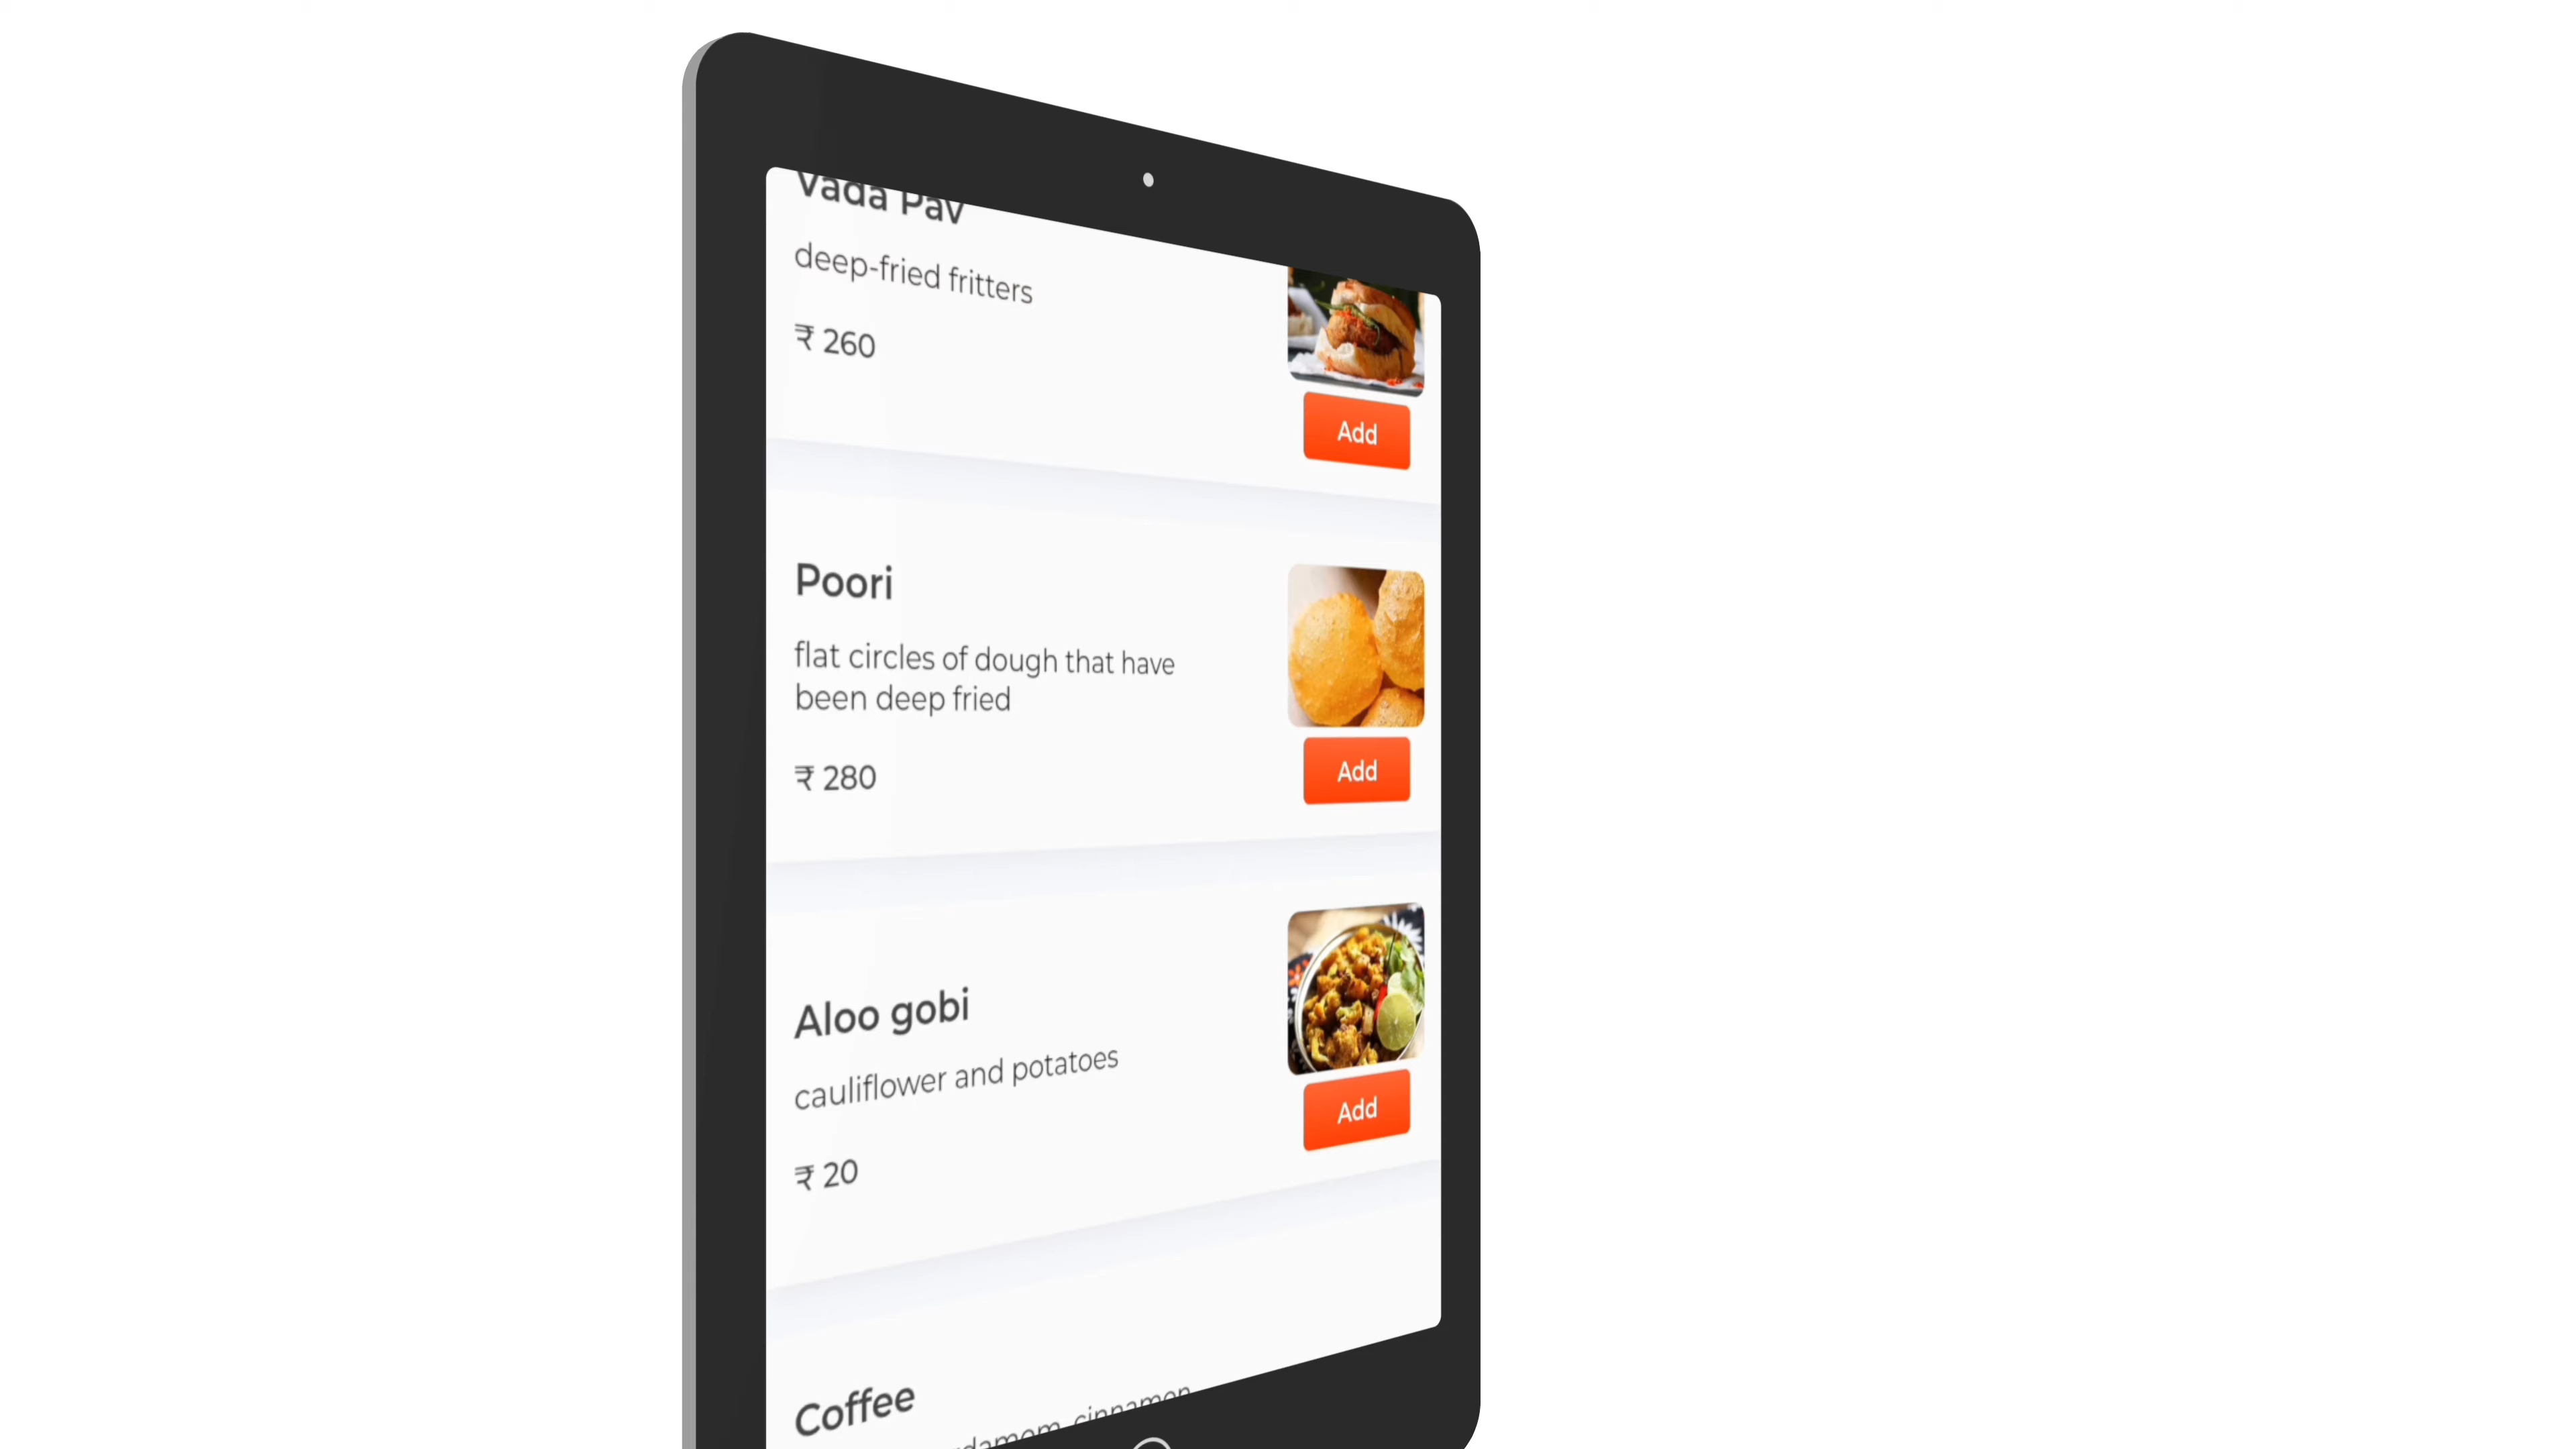 Vada Pav
deep-fried fritters
₹ 260
Add
Poori
flat circles of dough that have
been deep fried
₹ 280
Add
Aloo gobi
cauliflower and potatoes
₹ 20
Add
Coffee
cinnamon